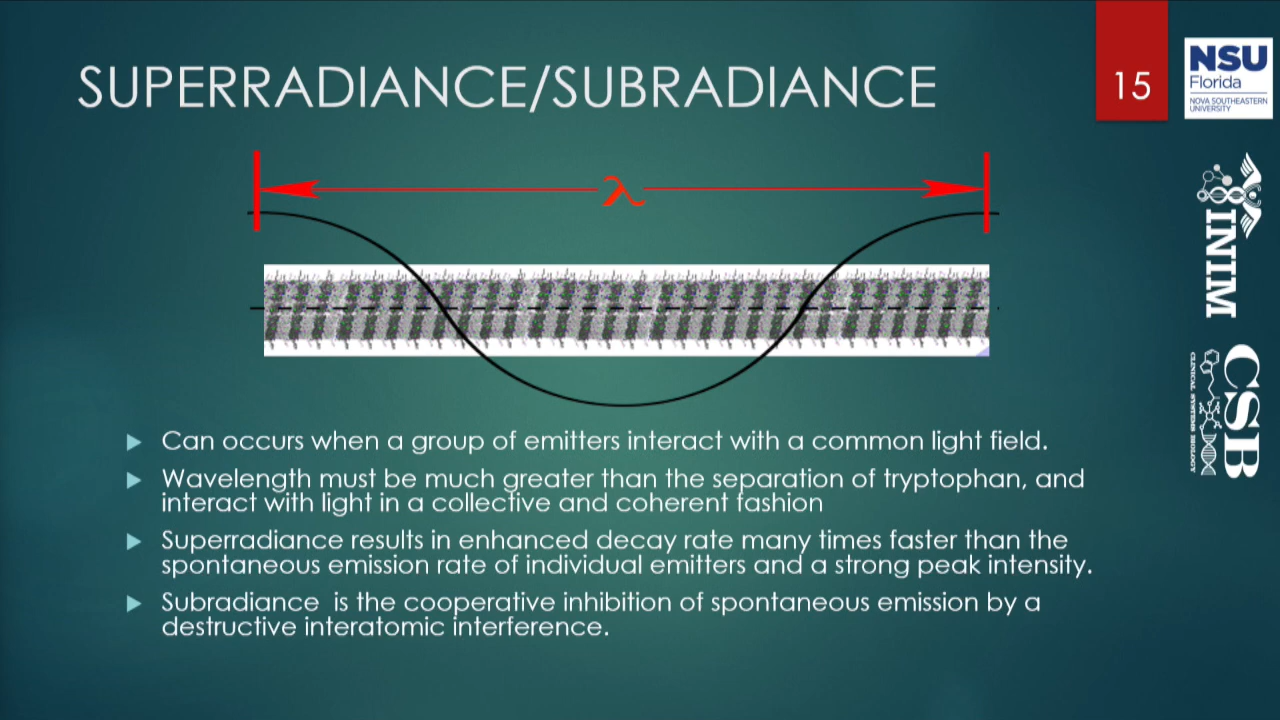 SUPERRADIANCE/SUBRADIANCE
15
NSU
Florida
NOVA SOUTHEASTERN
UNIVERSITY
λ
INIM
CSB
CLINICAL SYSTEMS BIOLOGY
Can occurs when a group of emitters interact with a common light field.
Wavelength must be much greater than the separation of tryptophan, and
interact with light in a collective and coherent fashion
Superradiance results in enhanced decay rate many times faster than the
spontaneous emission rate of individual emitters and a strong peak intensity.
Subradiance is the cooperative inhibition of spontaneous emission by a
destructive interatomic interference.